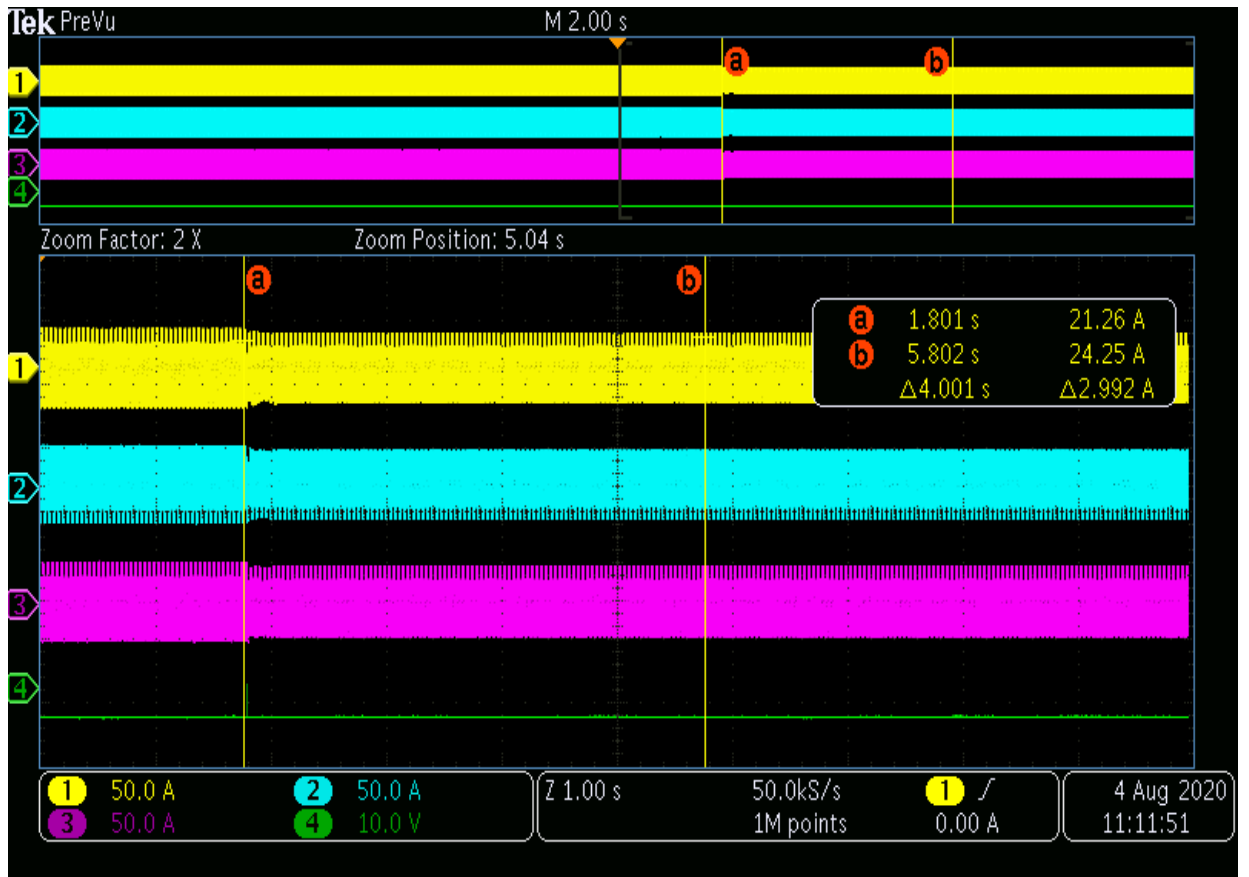 Tek PreVu M 2.00 s
a b
1
2
3
4
Zoom Factor: 2 X Zoom Position: 5.04 s
a b
a 1.801 s 21.26 A
b 5.802 s 24.25 A
△4.001 s △2.992 A
1
2
3
4
1 50.0 A 2 50.0 A Z 1.00 s 50.0kS/s 1 4 Aug 2020
3 50.0 A 4 10.0 V 1M points 0.00 A 11:11:51